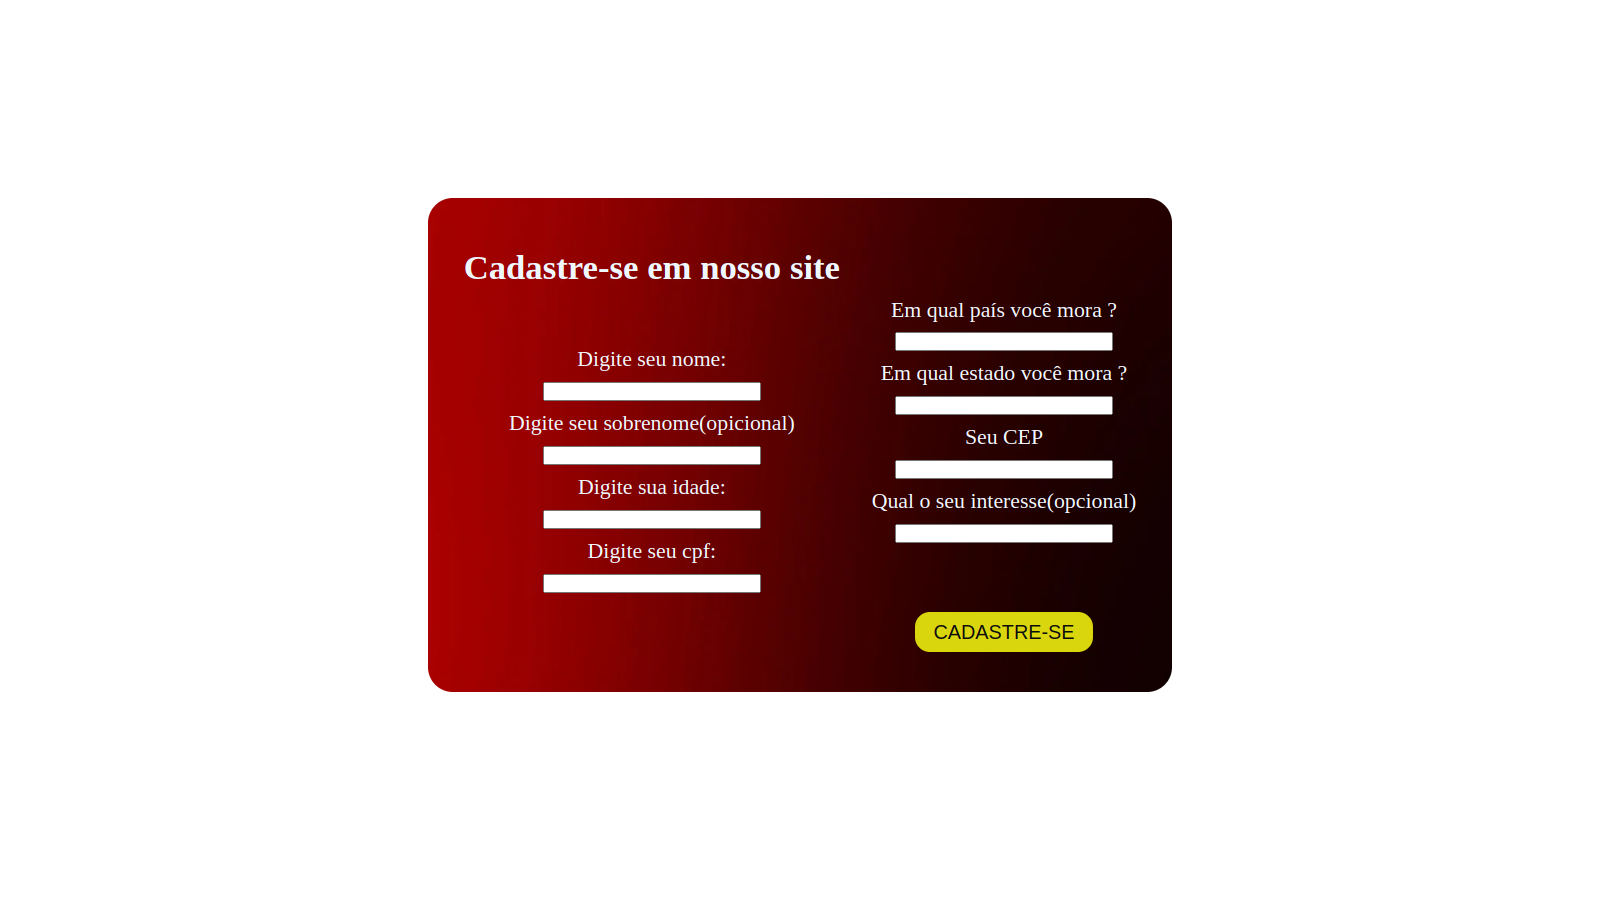 Cadastre-se em nosso site
Digite seu nome:
Digite seu sobrenome(opicional)
Digite sua idade:
Digite seu cpf:
Em qual país você mora ?
Em qual estado você mora ?
Seu CEP
Qual o seu interesse(opcional)
CADASTRE-SE